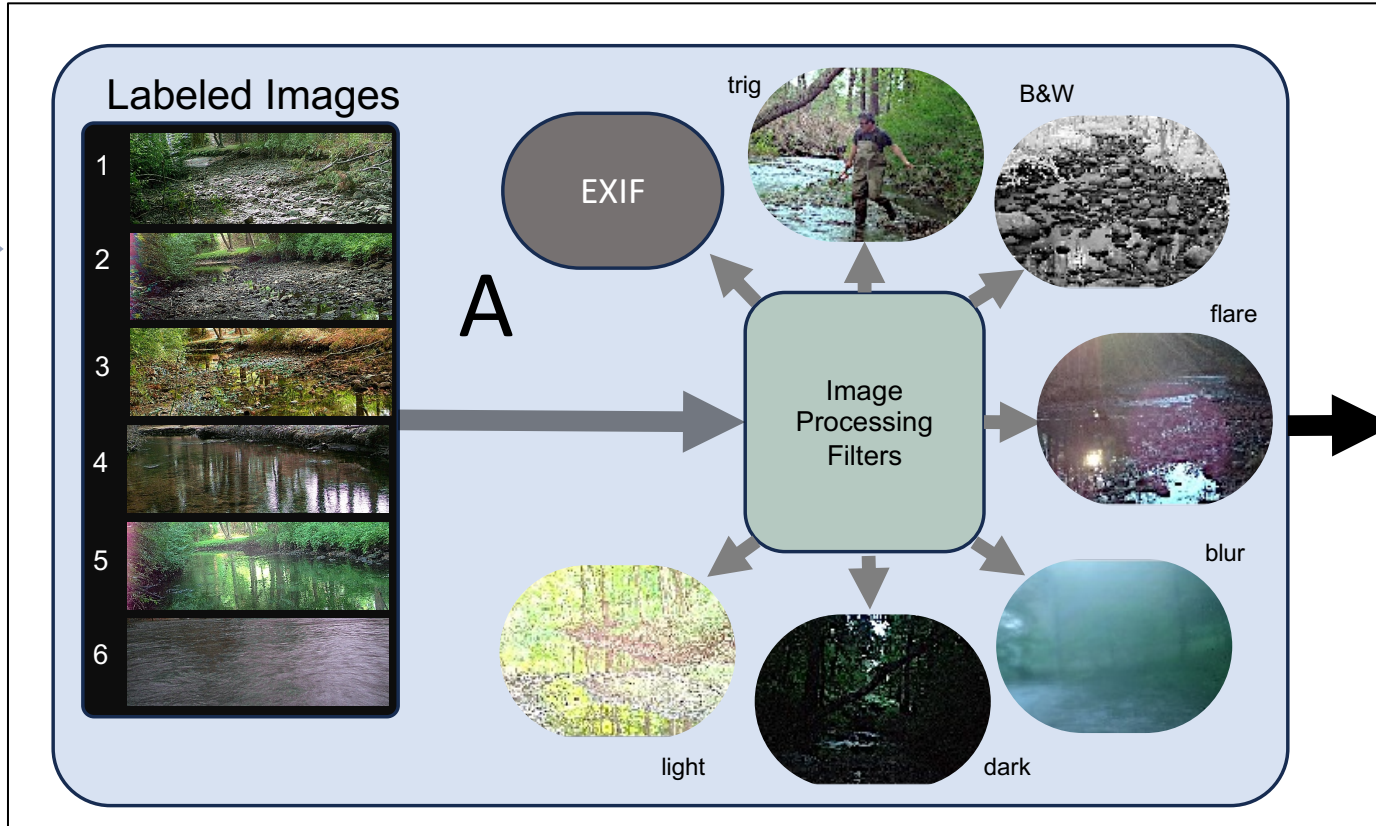 Labeled Images
1
2
3
4
5
6
A
EXIF
trig
B&W
flare
Image
Processing
Filters
blur
light
dark